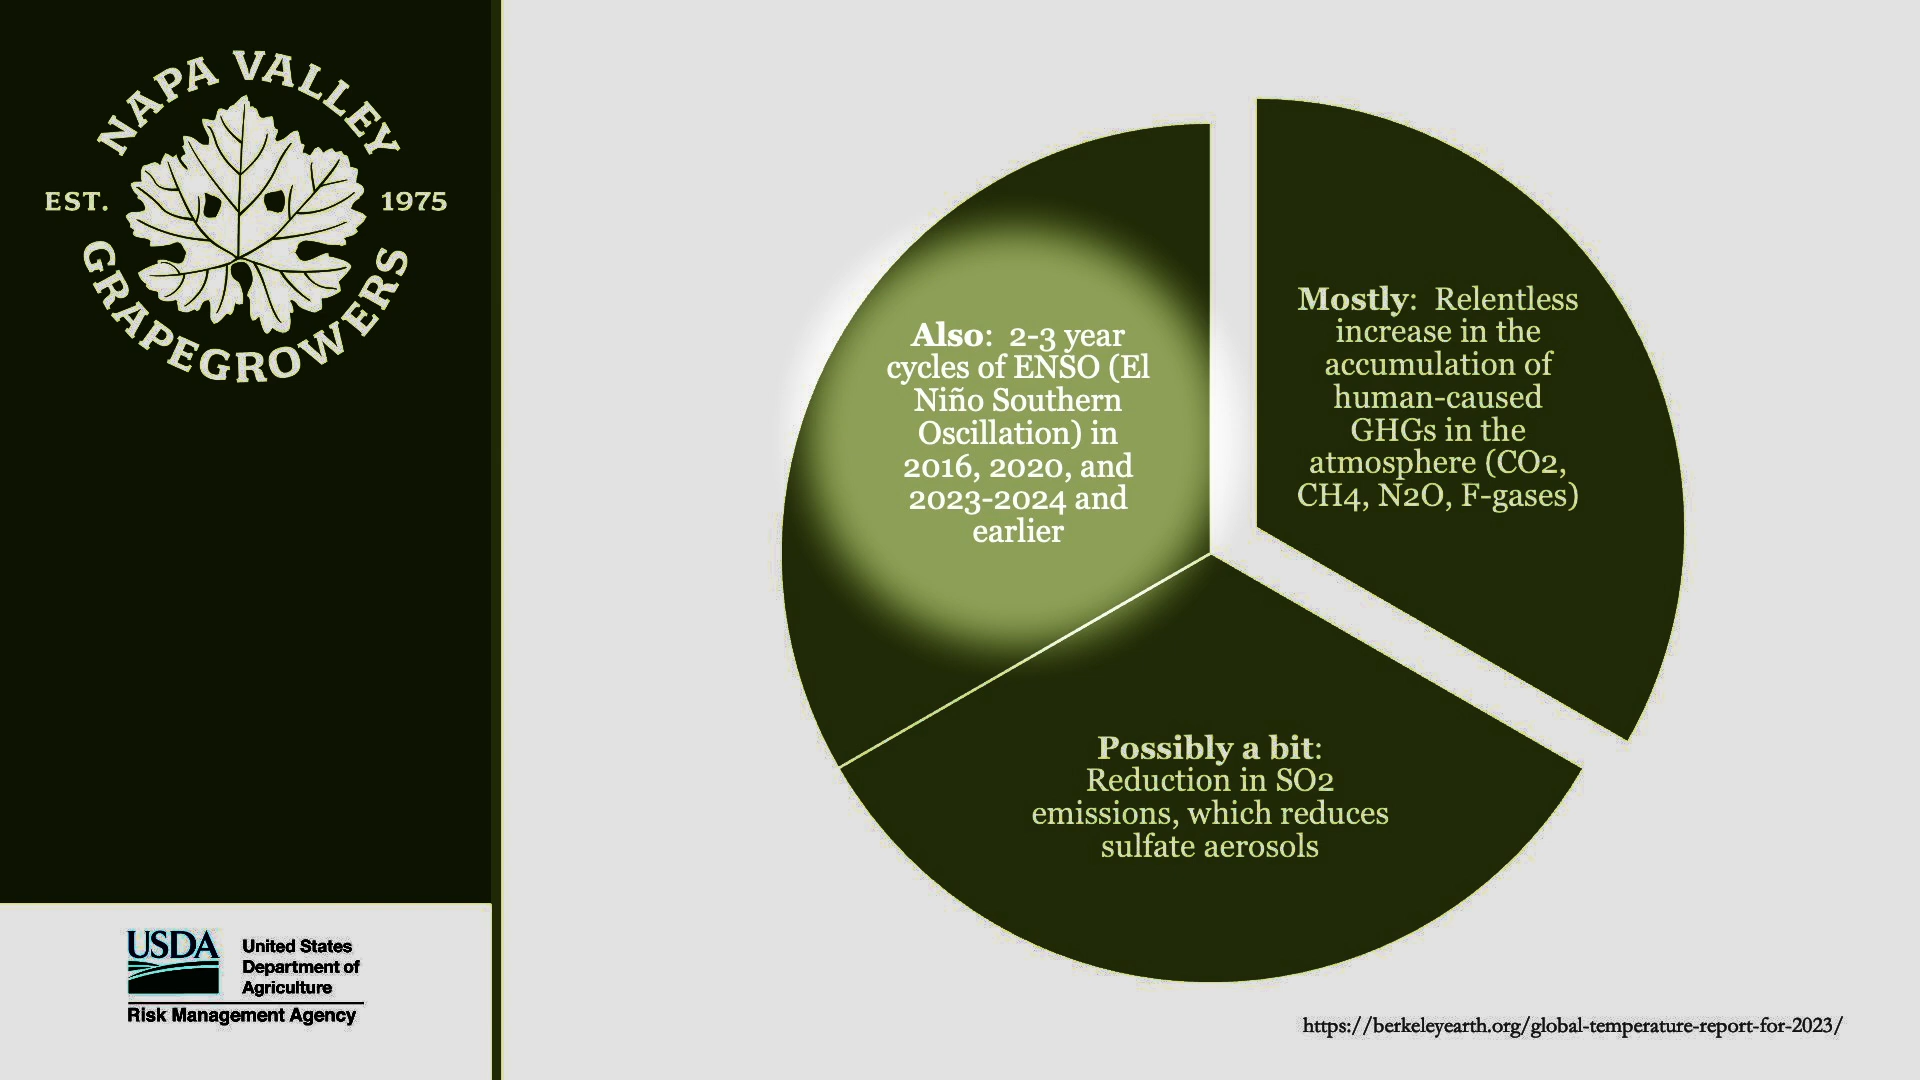 NAPA VALLEY
EST. 1975
GRAPEGROWERS
Also: 2-3 year
cycles of ENSO (El
Niño Southern
Oscillation) in
2016, 2020, and
2023-2024 and
earlier
Mostly: Relentless
increase in the
accumulation of
human-caused
GHGs in the
atmosphere (CO2,
CH4, N2O, F-gases)
Possibly a bit:
Reduction in SO2
emissions, which reduces
sulfate aerosols
USDA
United States
Department of
Agriculture
Risk Management Agency
https://berkeleyearth.org/global-temperature-report-for-2023/